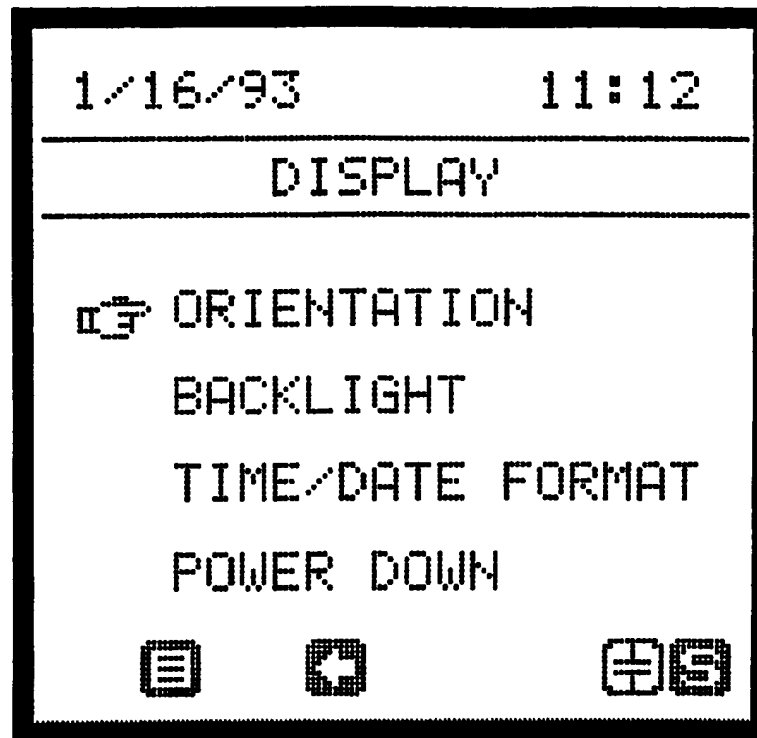 1/16/93 11:12
DISPLAY
ORIENTATION
BACKLIGHT
TIME/DATE FORMAT
POWER DOWN
S